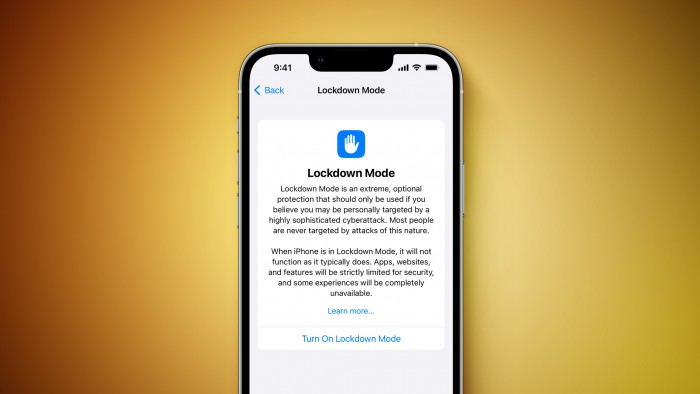 9:41
Back
Lockdown Mode
Lockdown Mode
Lockdown Mode is an extreme, optional
protection that should only be used if you
believe you may be personally targeted by a
highly sophisticated cyberattack. Most people
are never targeted by attacks of this nature.
When iPhone is in Lockdown Mode, it will not
function as it typically does. Apps, websites,
and features will be strictly limited for security,
and some experiences will be completely
unavailable.
Learn more...
Turn On Lockdown Mode